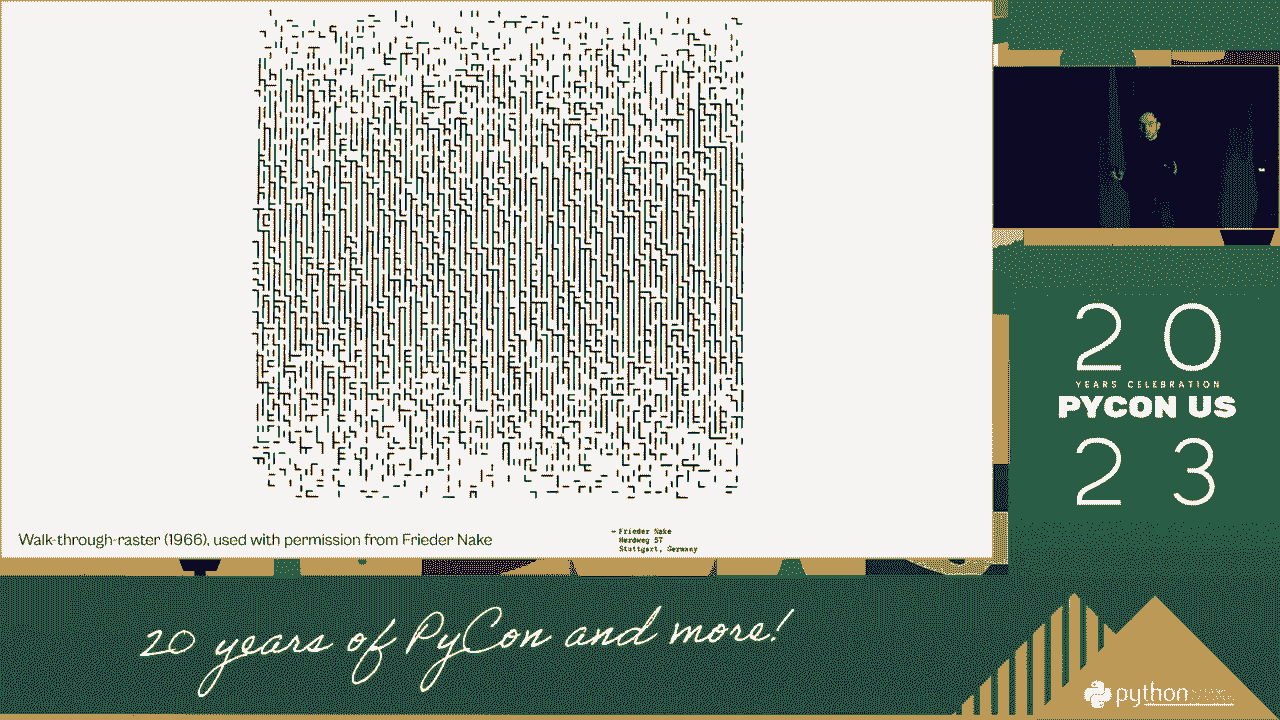 Walk-through-raster (1966), used with permission from Frieder Nake
Frieder Nake
Herdweg 57
Stuttgart, Germany
20
YEARS CELEBRATION
PYCON US
23
20 years of PyCon and more!
python